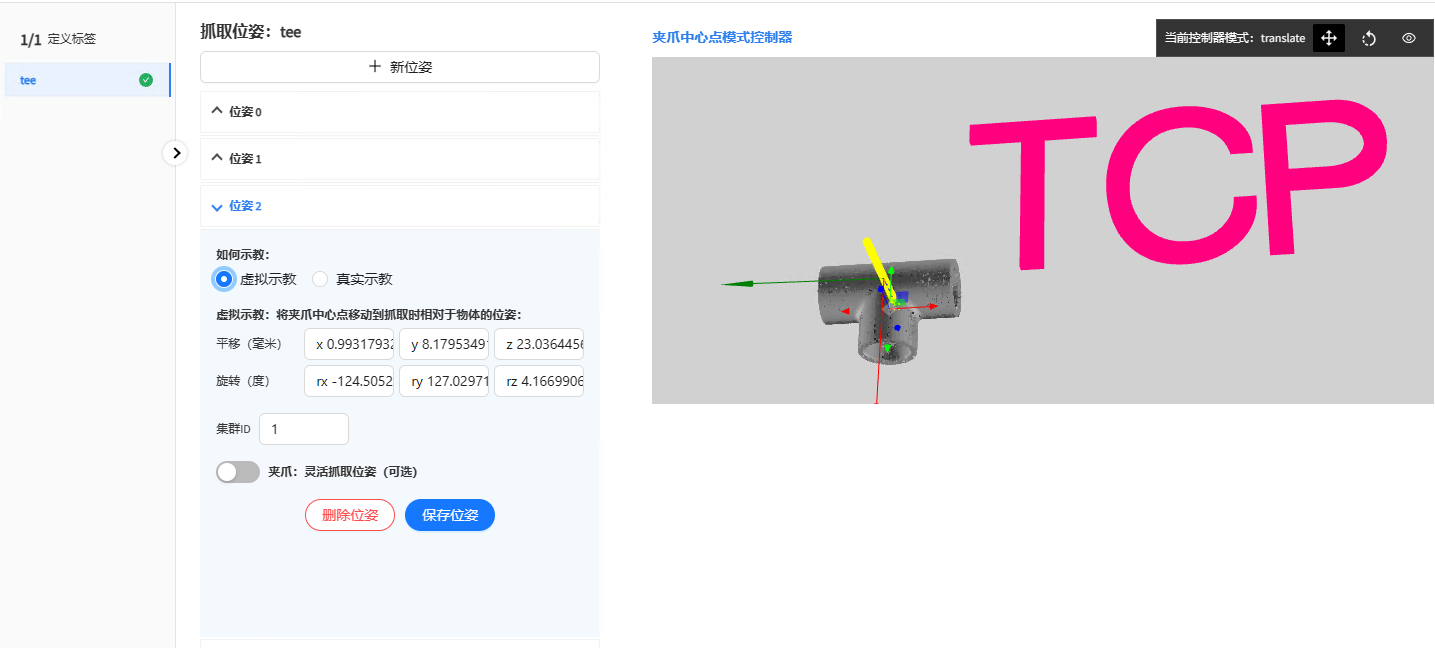 1/1 定义标签
tee
抓取位姿：tee
＋ 新位姿
位姿 0
位姿 1
位姿 2
如何示教：
虚拟示教 真实示教
虚拟示教：将夹爪中心点移动到抓取时相对于物体的位姿：
平移（毫米） x 0.99317932 y 8.1795349 z 23.0364456
旋转（度） rx -124.5052 ry 127.02971 rz 4.1669906
集群ID 1
夹爪：灵活抓取位姿（可选）
删除位姿 保存位姿
夹爪中心点模式控制器
当前控制器模式：translate
TCP